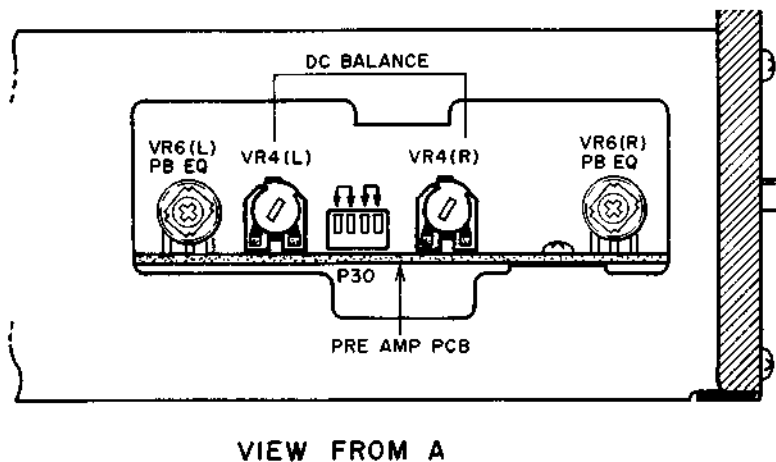 DC BALANCE
VR6(L)
PB EQ
VR4(L)
VR4(R)
VR6(R)
PB EQ
P30
PRE AMP PCB
VIEW FROM A